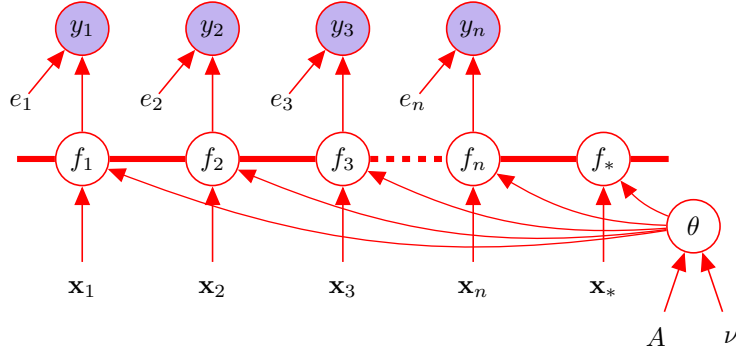 y₁ y₂ y₃ yₙ
e₁ e₂ e₃ eₙ
f₁ f₂ f₃ fₙ f*
θ
x₁ x₂ x₃ xₙ x*
A ν